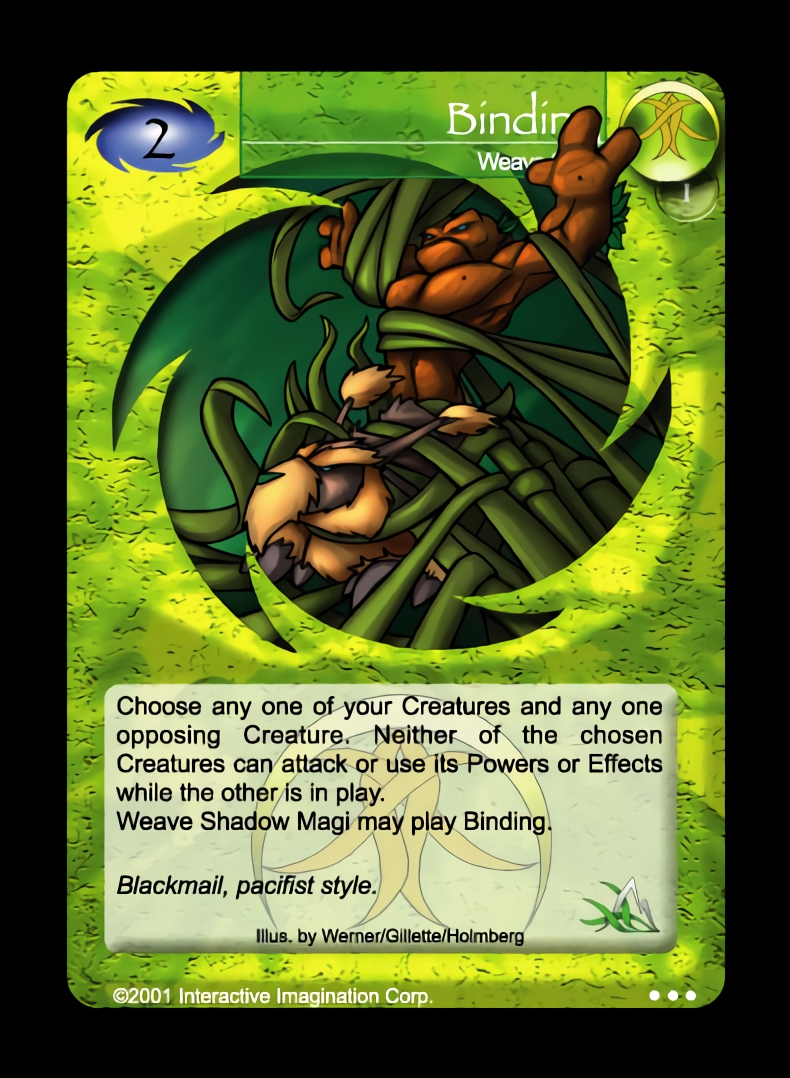 2
Bindin
Weav
I
Choose any one of your Creatures and any one
opposing Creature. Neither of the chosen
Creatures can attack or use its Powers or Effects
while the other is in play.
Weave Shadow Magi may play Binding.
Blackmail, pacifist style.
Illus. by Werner/Gillette/Holmberg
©2001 Interactive Imagination Corp.